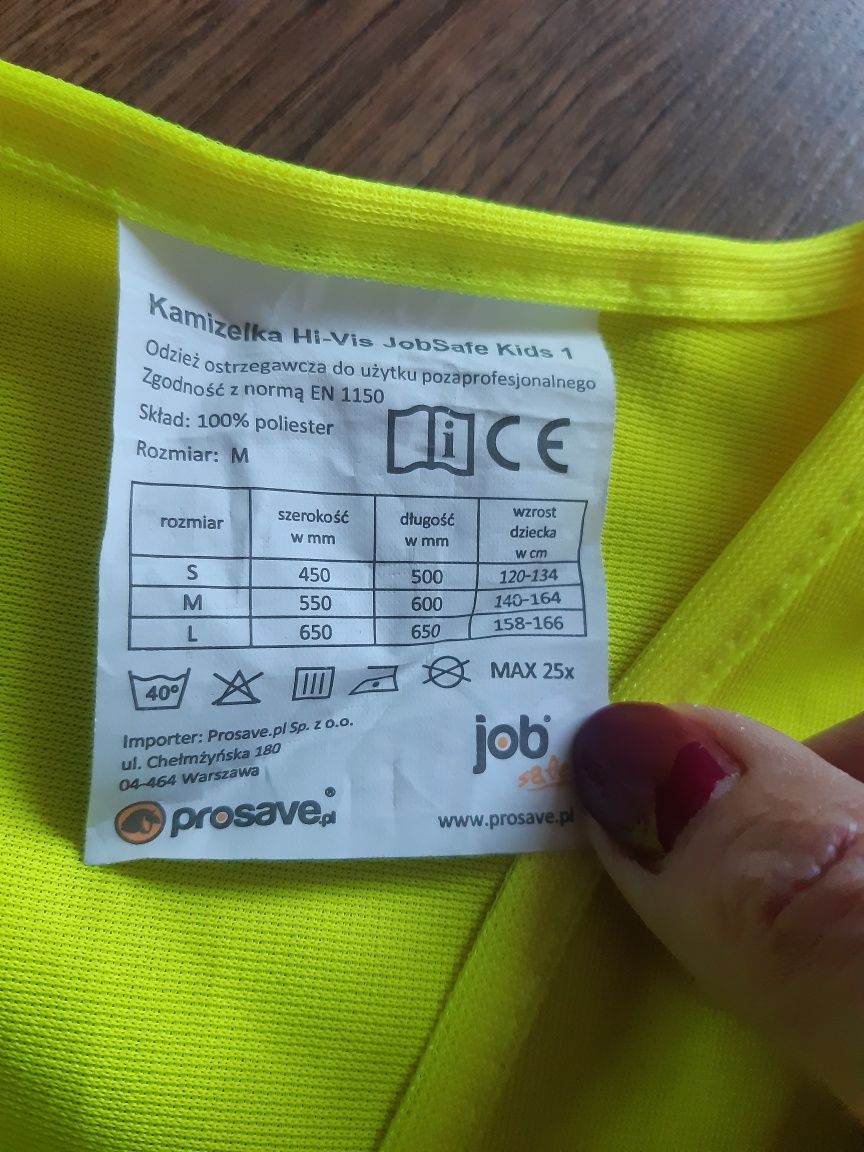 Kamizelka Hi-Vis JobSafe Kids 1
Odzież ostrzegawcza do użytku pozaprofesjonalnego
Zgodność z normą EN 1150
Skład: 100% poliester
Rozmiar: M
i CE
rozmiar szerokość w mm długość w mm wzrost dziecka w cm
S 450 500 120-134
M 550 600 140-164
L 650 650 158-166
40° MAX 25x
Importer: Prosave.pl Sp. z o.o.
ul. Chełmżyńska 180
04-464 Warszawa
job
safe
prosave.pl®
www.prosave.pl